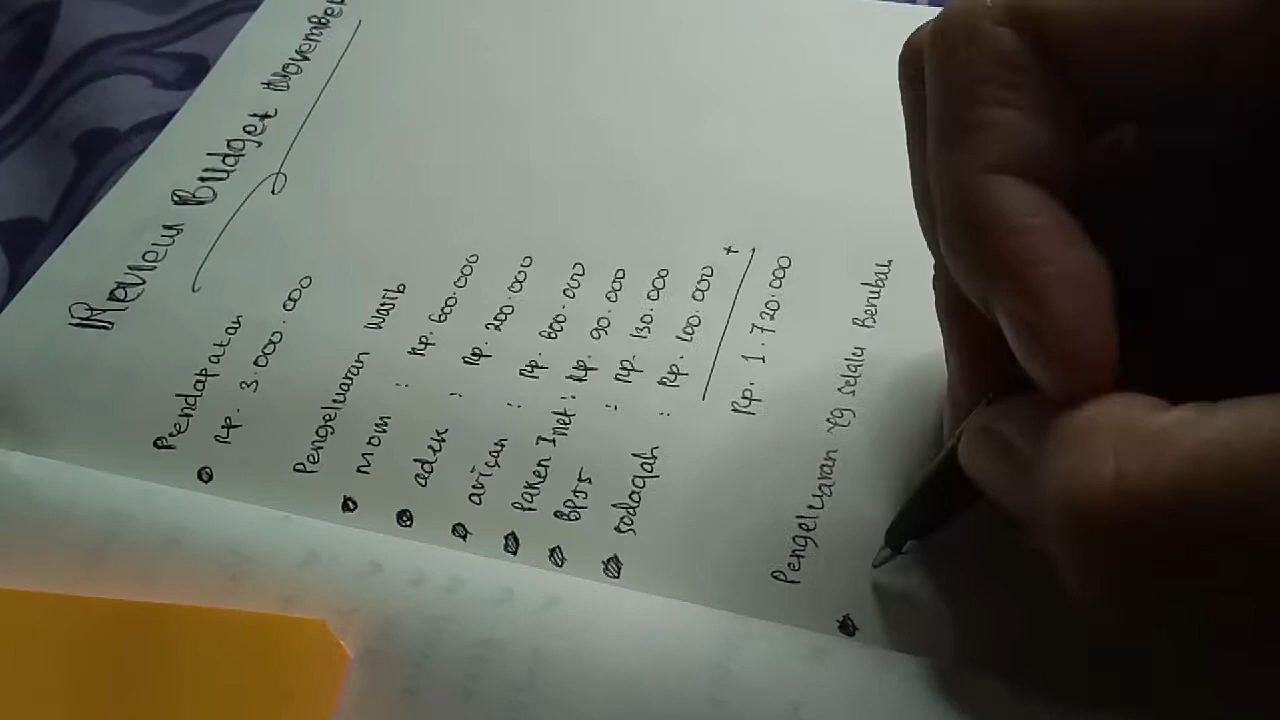 Review Budget November
Pendapatan
Rp. 3.000.000
Pengeluaran Wajib
Mom : Rp. 600.000
adek : Rp. 200.000
arisan : Rp. 600.000
Paken Inet : Rp. 90.000
BPJS : Rp 130.000
sodaqah : Rp. 100.000
+
Rp. 1.720.000
Pengeluaran yg selalu Berubah